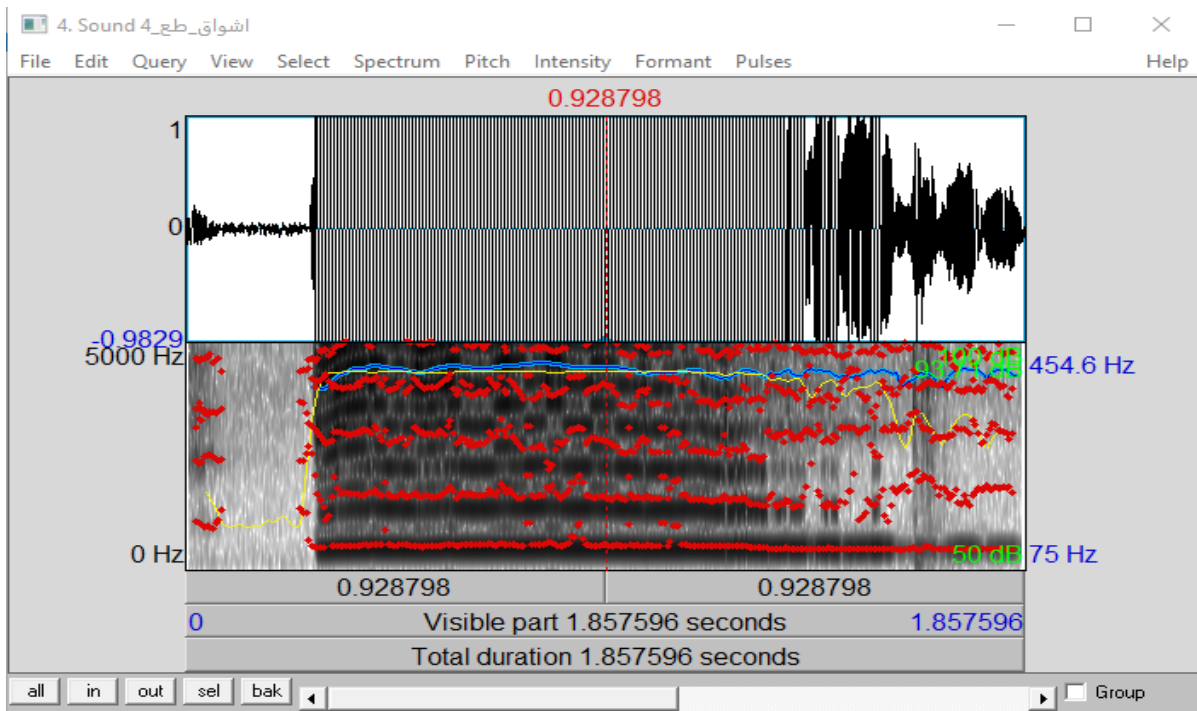 4. Sound 4_اشواق_طع
File Edit Query View Select Spectrum Pitch Intensity Formant Pulses Help
0.928798
1
0
-0.9829
5000 Hz
454.6 Hz
0 Hz
50 dB
75 Hz
0.928798 0.928798
0 Visible part 1.857596 seconds 1.857596
Total duration 1.857596 seconds
all in out sel bak Group